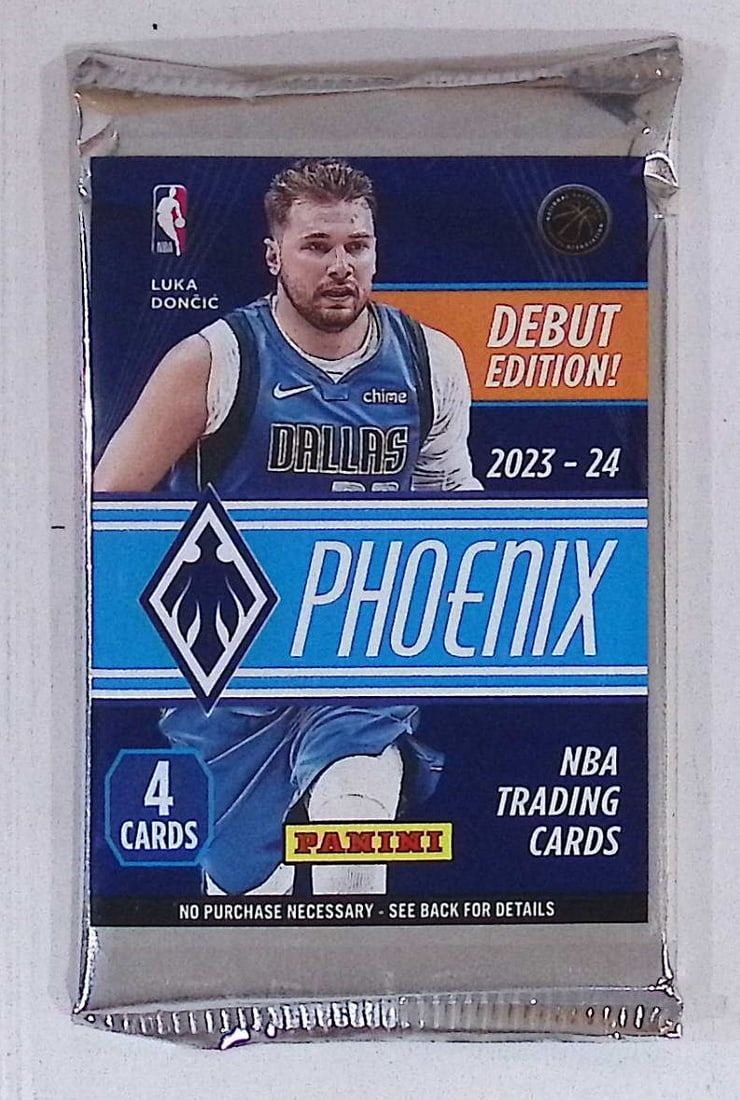 NBA
LUKA
DONČIĆ
DEBUT
EDITION!
chime
DALLAS
2023 - 24
PHOENIX
4
CARDS
NBA
TRADING
CARDS
PANINI
NO PURCHASE NECESSARY - SEE BACK FOR DETAILS